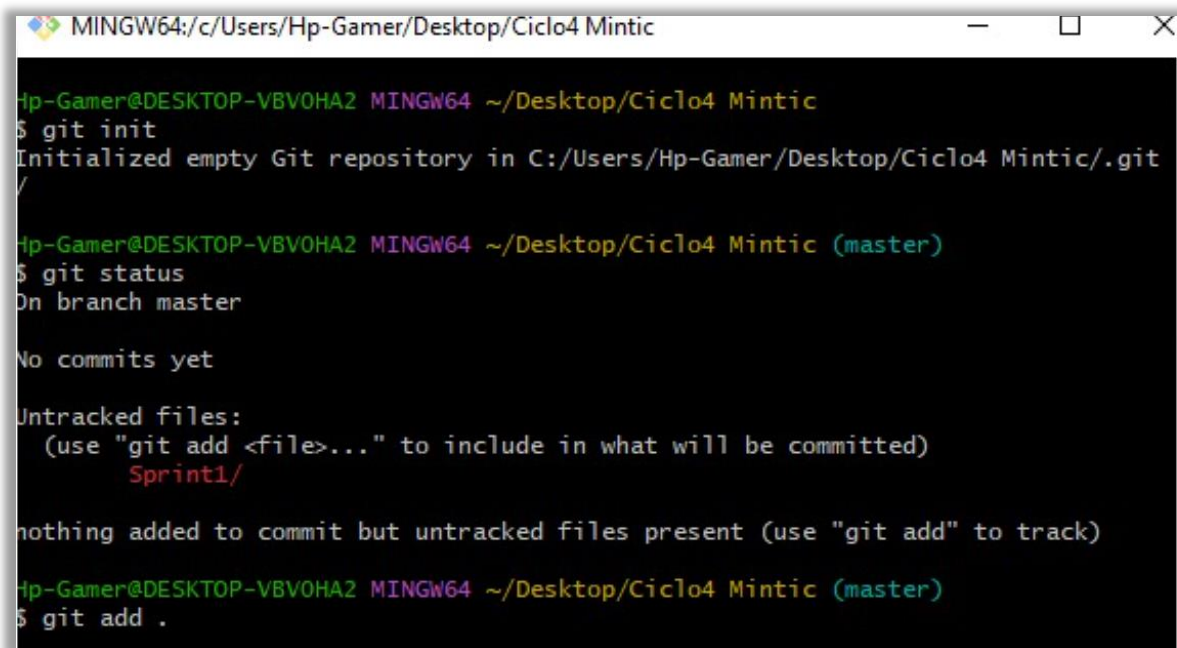 MINGW64:/c/Users/Hp-Gamer/Desktop/Ciclo4 Mintic
Hp-Gamer@DESKTOP-VBVOHA2 MINGW64 ~/Desktop/Ciclo4 Mintic
$ git init
Initialized empty Git repository in C:/Users/Hp-Gamer/Desktop/Ciclo4 Mintic/.git
/
Hp-Gamer@DESKTOP-VBVOHA2 MINGW64 ~/Desktop/Ciclo4 Mintic (master)
$ git status
On branch master
No commits yet
Untracked files:
(use "git add <file>..." to include in what will be committed)
Sprint1/
nothing added to commit but untracked files present (use "git add" to track)
Hp-Gamer@DESKTOP-VBVOHA2 MINGW64 ~/Desktop/Ciclo4 Mintic (master)
$ git add .